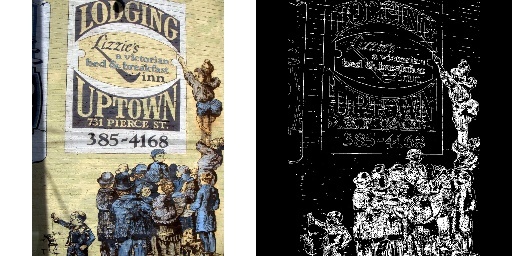 LODGING
Lizzie's
a victorian
bed & breakfast
inn
UPTOWN
731 PIERCE ST.
385-4168